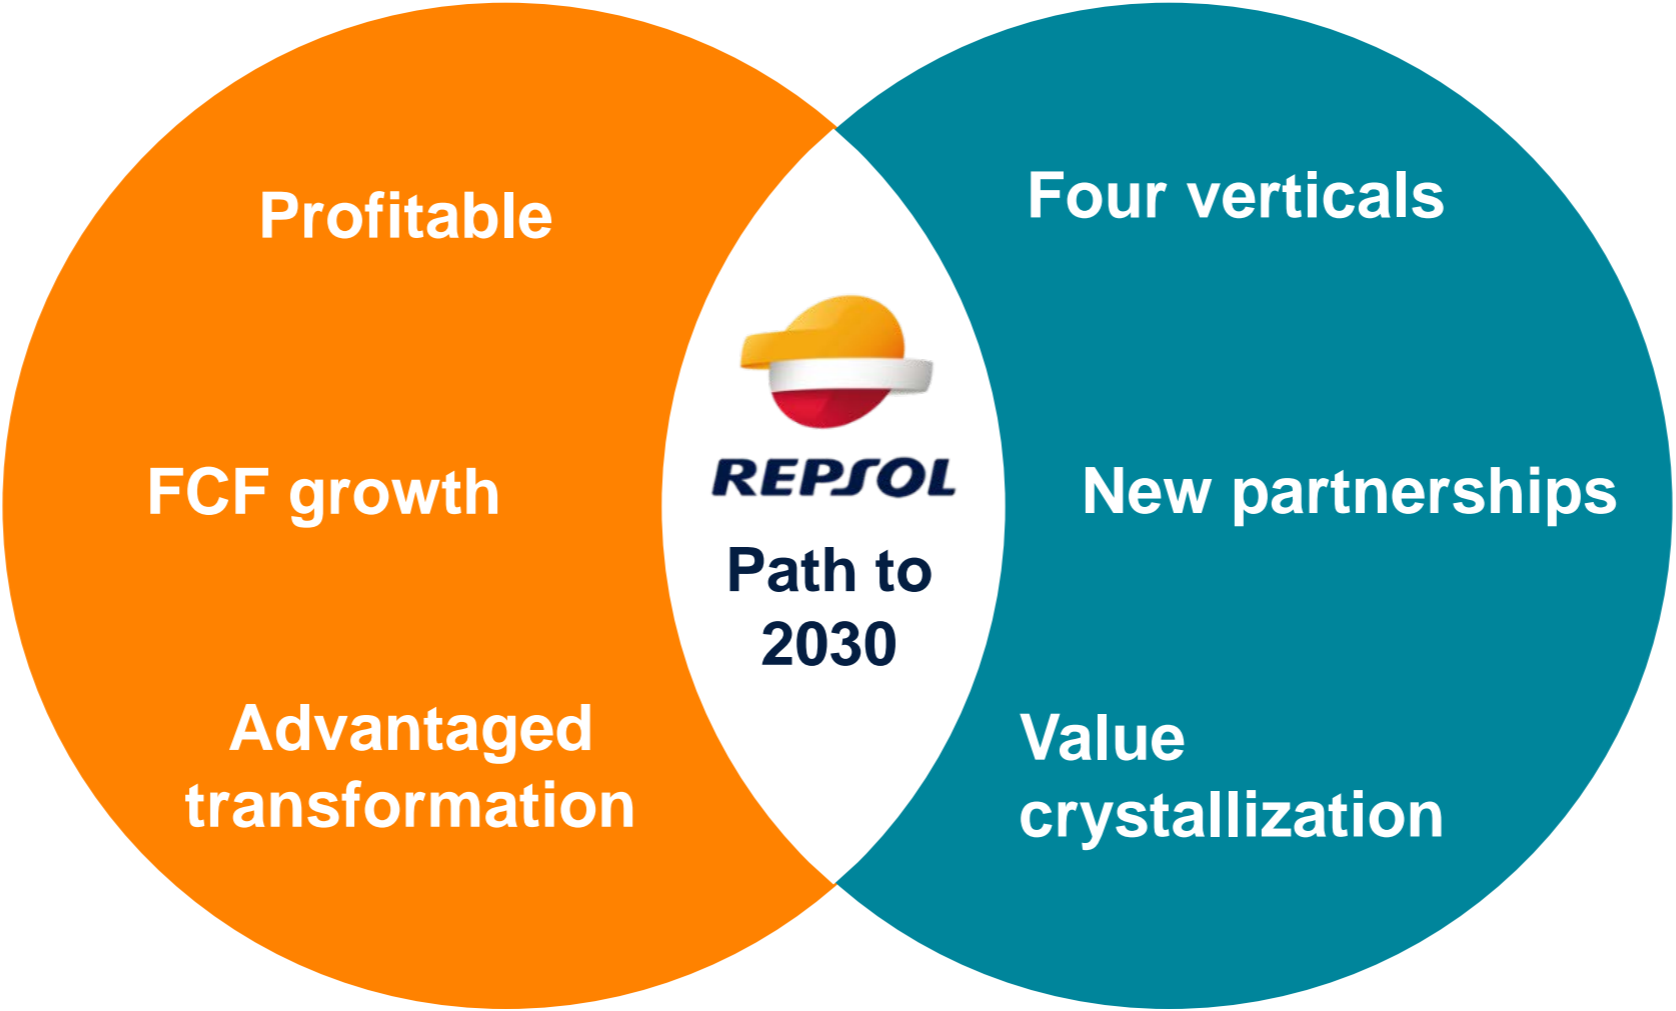 Profitable
FCF growth
Advantaged
transformation
REPSOL
Path to
2030
Four verticals
New partnerships
Value
crystallization